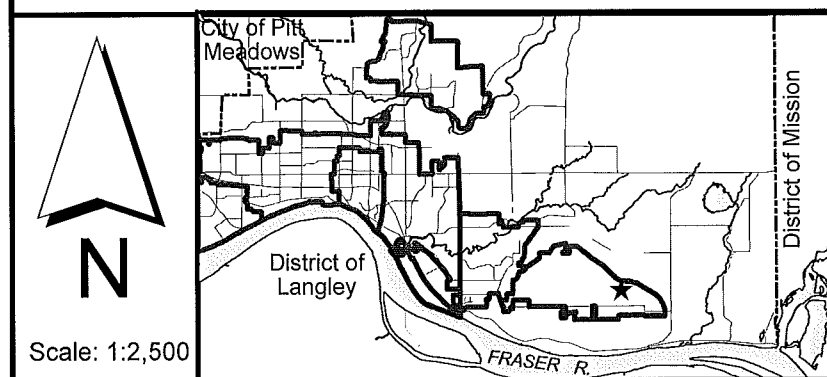 N
Scale: 1:2,500
City of Pitt
Meadows
District of
Langley
FRASER R.
District of Mission